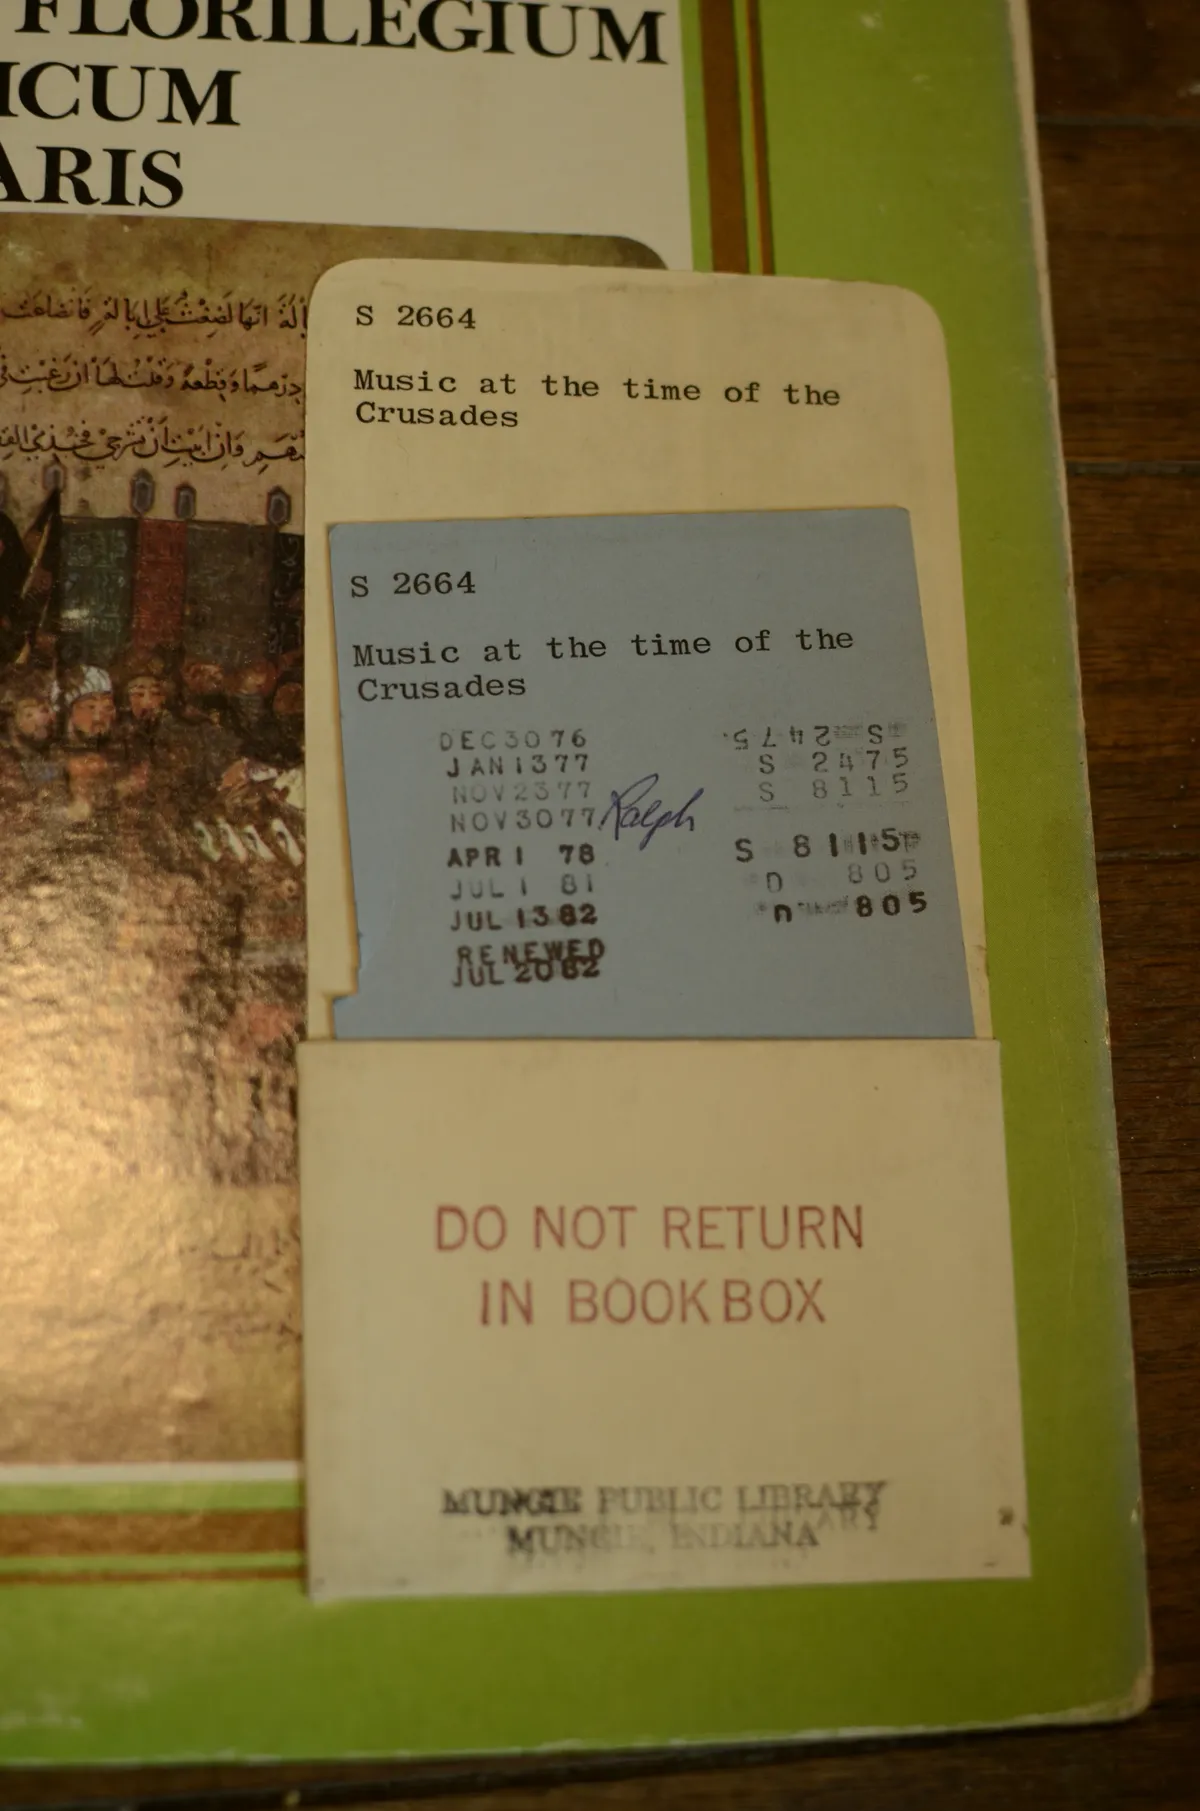 FLORILEGIUM
ICUM
ARIS
S 2664
Music at the time of the
Crusades
S 2664
Music at the time of the
Crusades
DEC 30 76 S 2475
JAN 13 77 S 2475
NOV 23 77 S 8115
NOV 30 77 Ralph
APR 1 78 S 8115
JUL 1 81 D 805
JUL 13 82 D 805
RENEWED
JUL 20 82
DO NOT RETURN
IN BOOKBOX
MUNCIE PUBLIC LIBRARY
MUNCIE, INDIANA